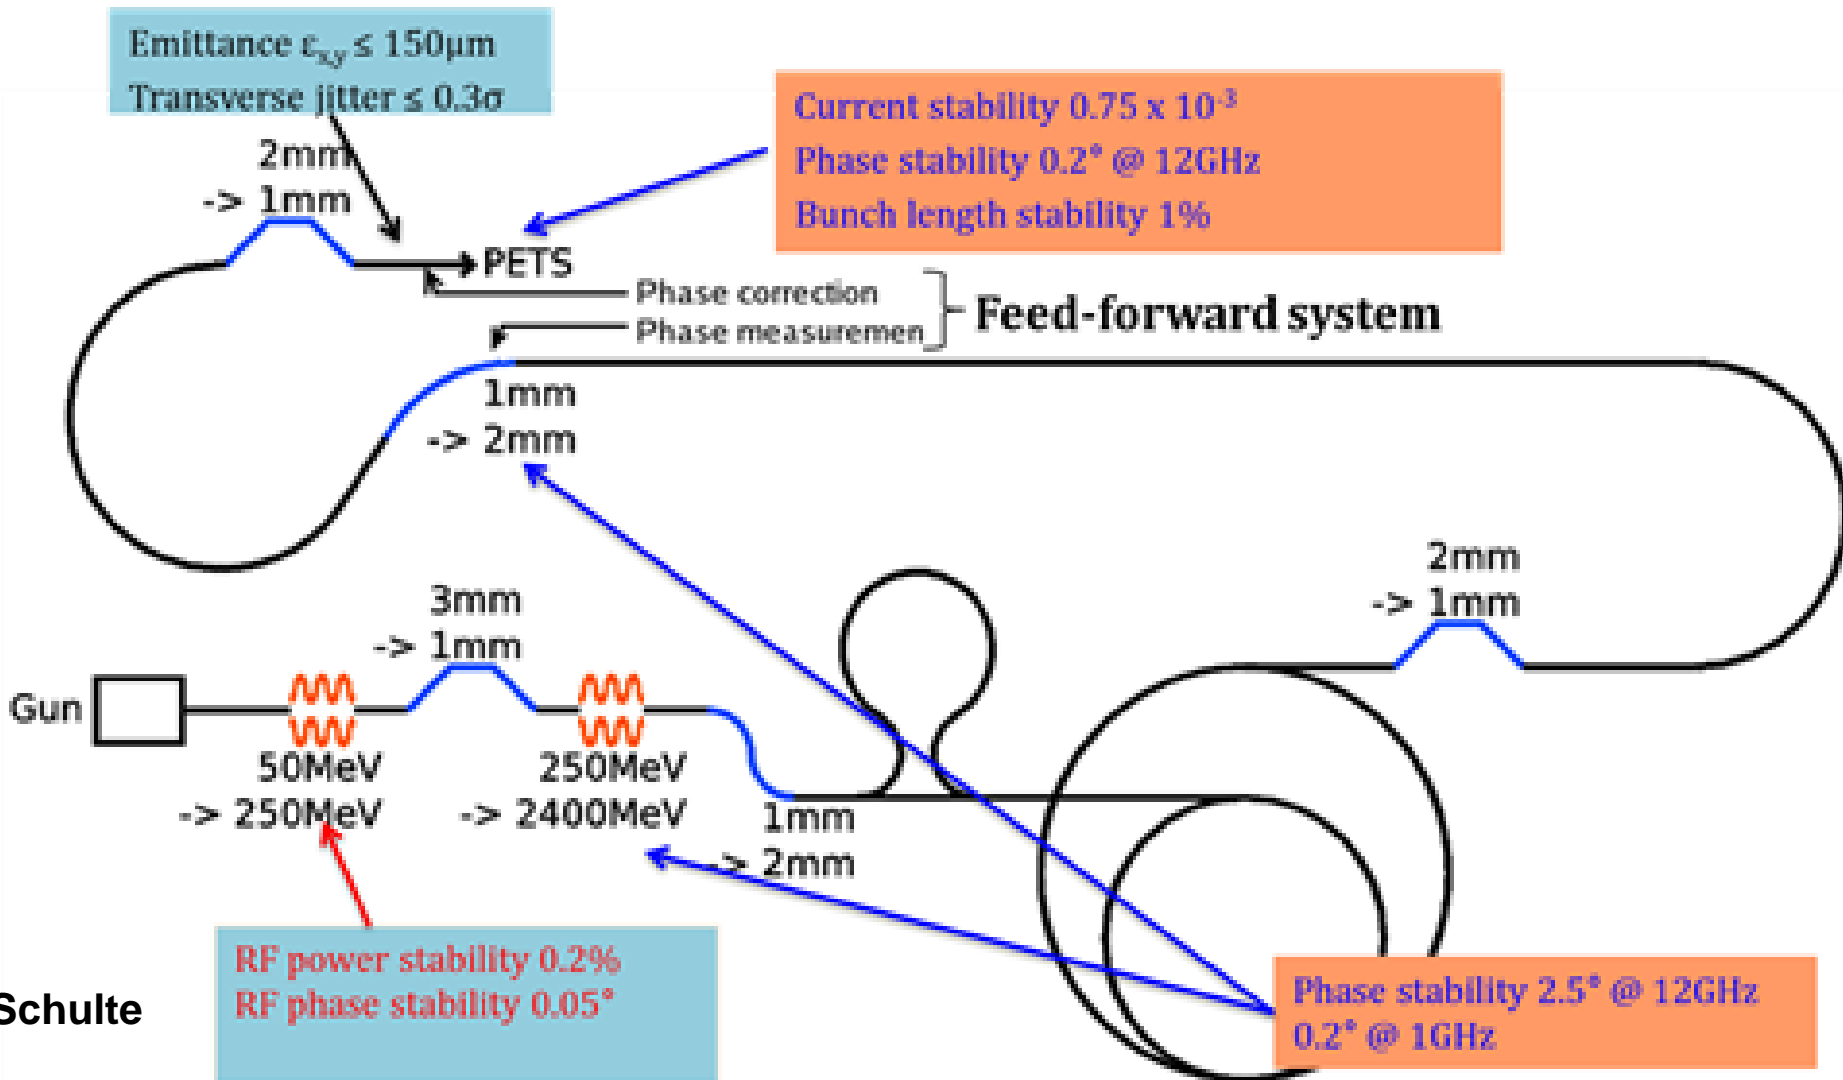 Emittance εx,y ≤ 150μm
Transverse jitter ≤ 0.3σ
Current stability 0.75 x 10-3
Phase stability 0.2° @ 12GHz
Bunch length stability 1%
2mm
-> 1mm
PETS
Phase correction
Phase measuremen
Feed-forward system
1mm
-> 2mm
2mm
-> 1mm
3mm
-> 1mm
Gun
50MeV
-> 250MeV
250MeV
-> 2400MeV
1mm
-> 2mm
RF power stability 0.2%
RF phase stability 0.05°
Schulte
Phase stability 2.5° @ 12GHz
0.2° @ 1GHz